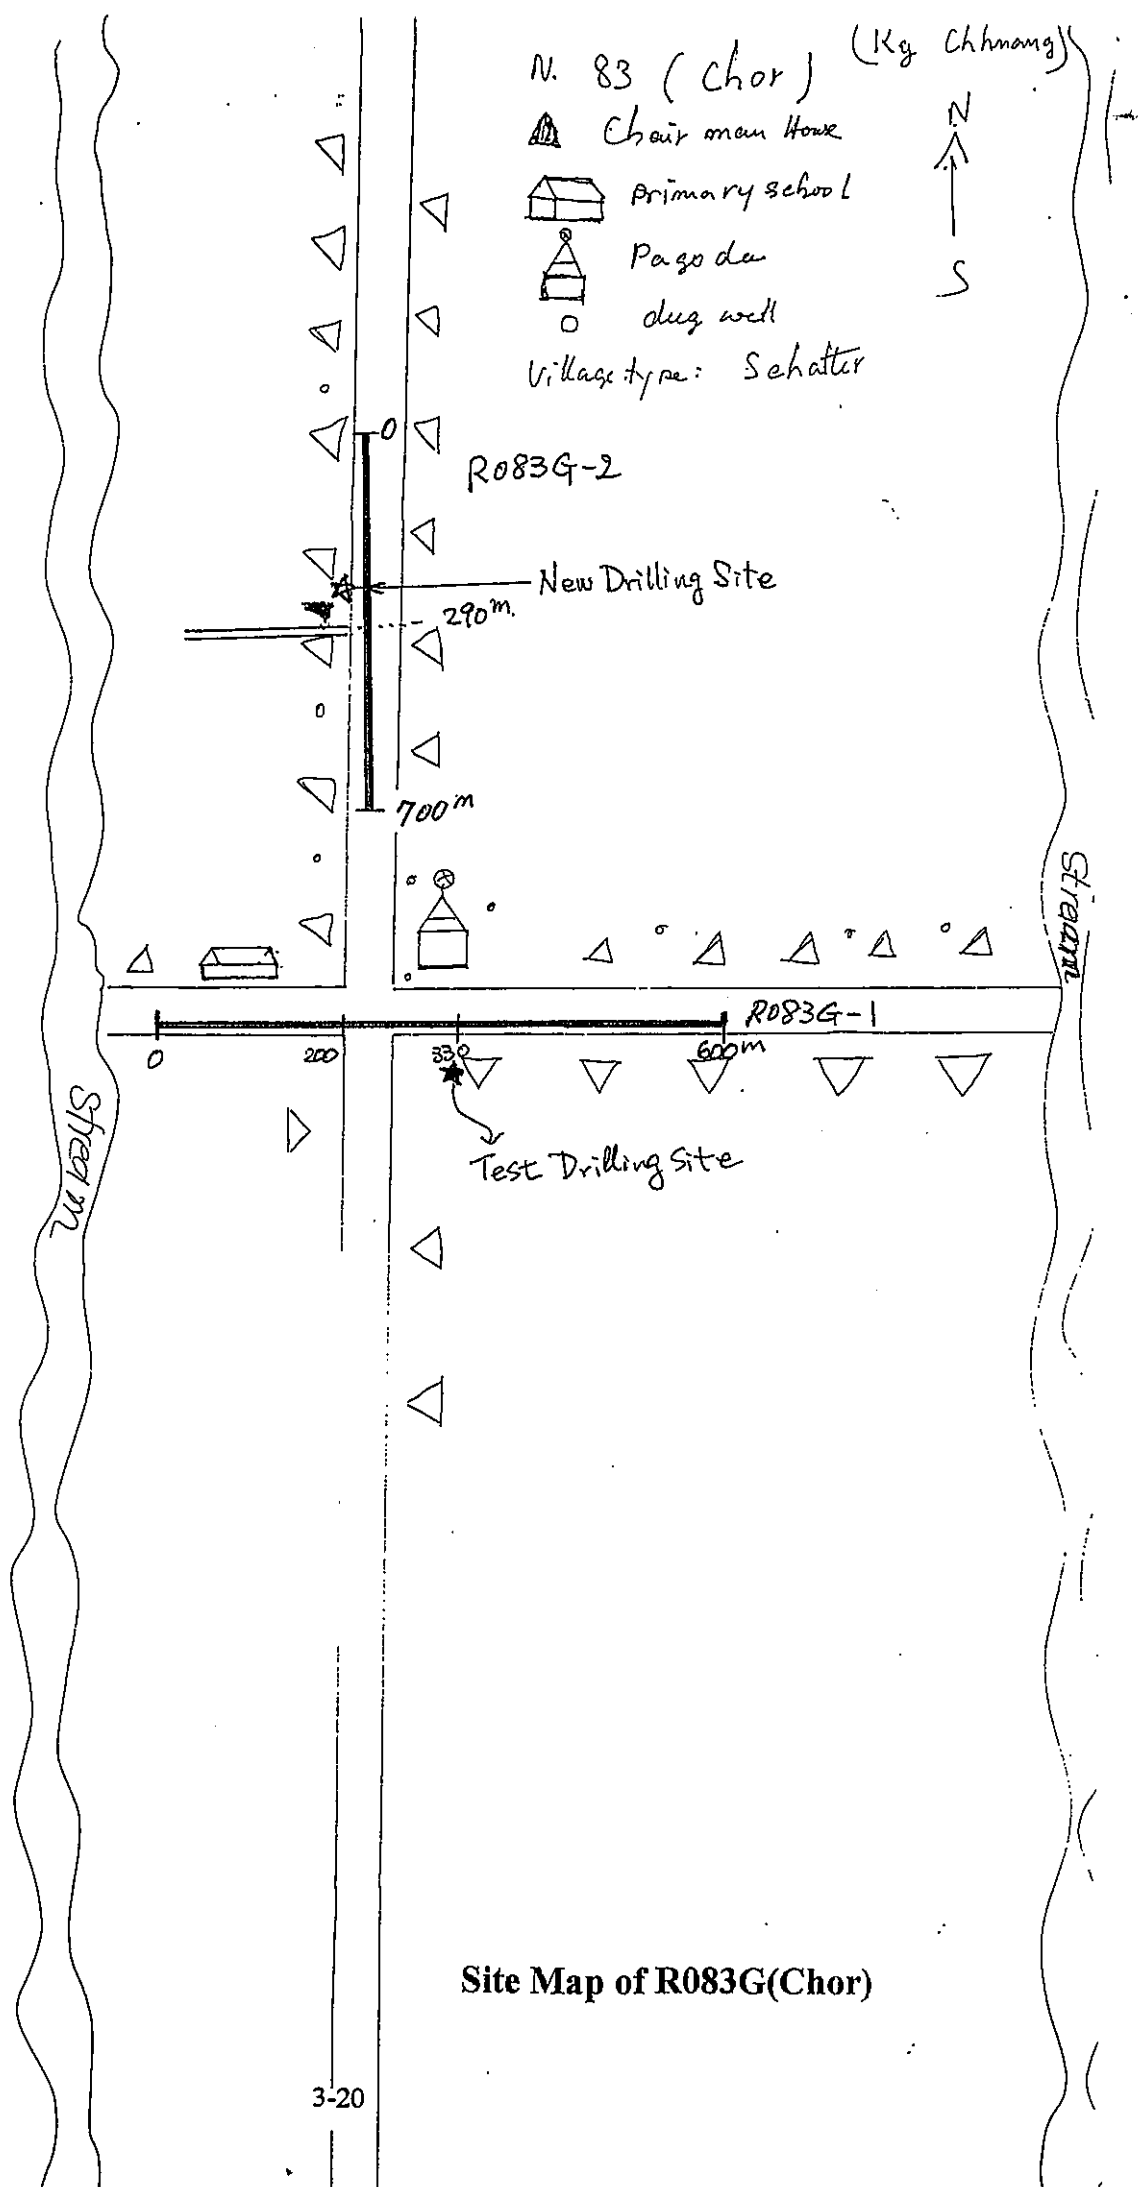 (Kg Chhnang)
N. 83 (Chor)
N
Chair man House
primary school
Pagoda
S
dug well
Village type: Schatter
0
R083G-2
New Drilling Site
290m.
700m
Stream
R083G-1
0
200
330
600m
Stream
Test Drilling Site
Site Map of R083G(Chor)
3-20